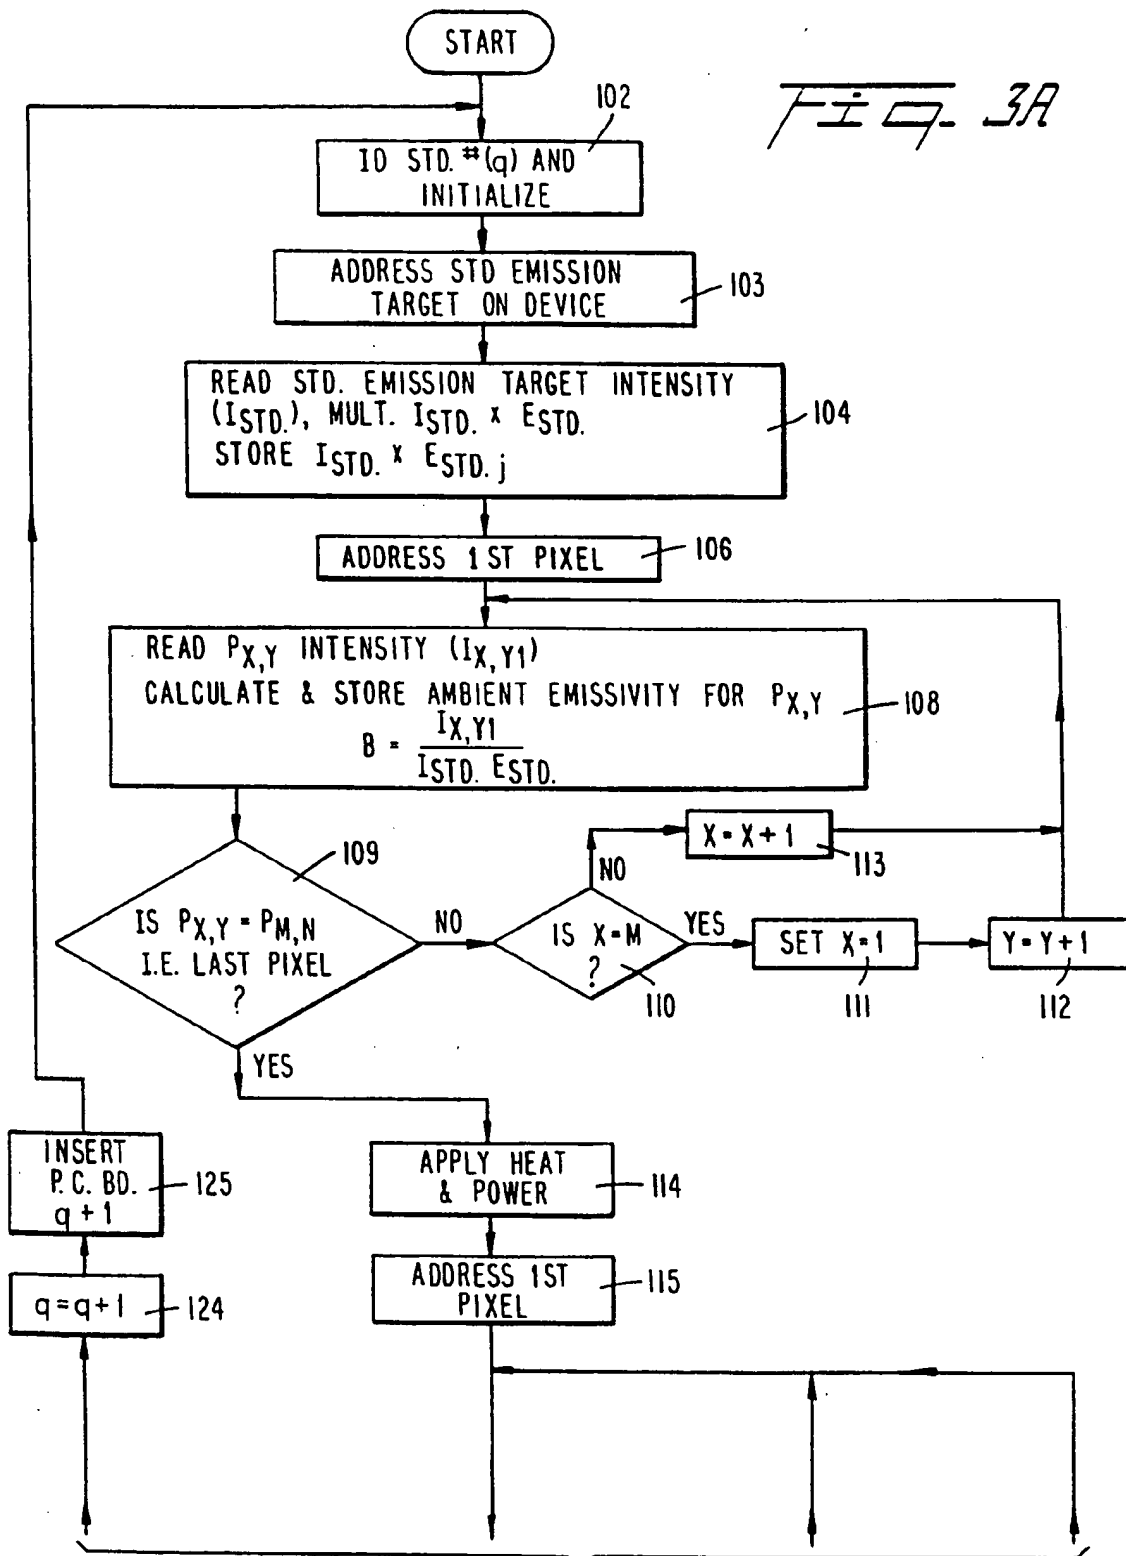 START
Fig. 3A
102
ID STD. #(q) AND
INITIALIZE
ADDRESS STD EMISSION
TARGET ON DEVICE
103
READ STD. EMISSION TARGET INTENSITY
(ISTD.), MULT. ISTD. x ESTD.
STORE ISTD. x ESTD. j
104
ADDRESS 1 ST PIXEL
106
READ PX,Y INTENSITY (IX,Y1)
CALCULATE & STORE AMBIENT EMISSIVITY FOR PX,Y
B = IX,Y1 / ISTD. ESTD.
108
109
IS PX,Y = PM,N
I.E. LAST PIXEL
?
NO
YES
IS X=M
?
110
NO
YES
X = X + 1
113
SET X=1
111
Y = Y + 1
112
INSERT
P. C. BD.
q + 1
125
q = q + 1
124
APPLY HEAT
& POWER
114
ADDRESS 1ST
PIXEL
115